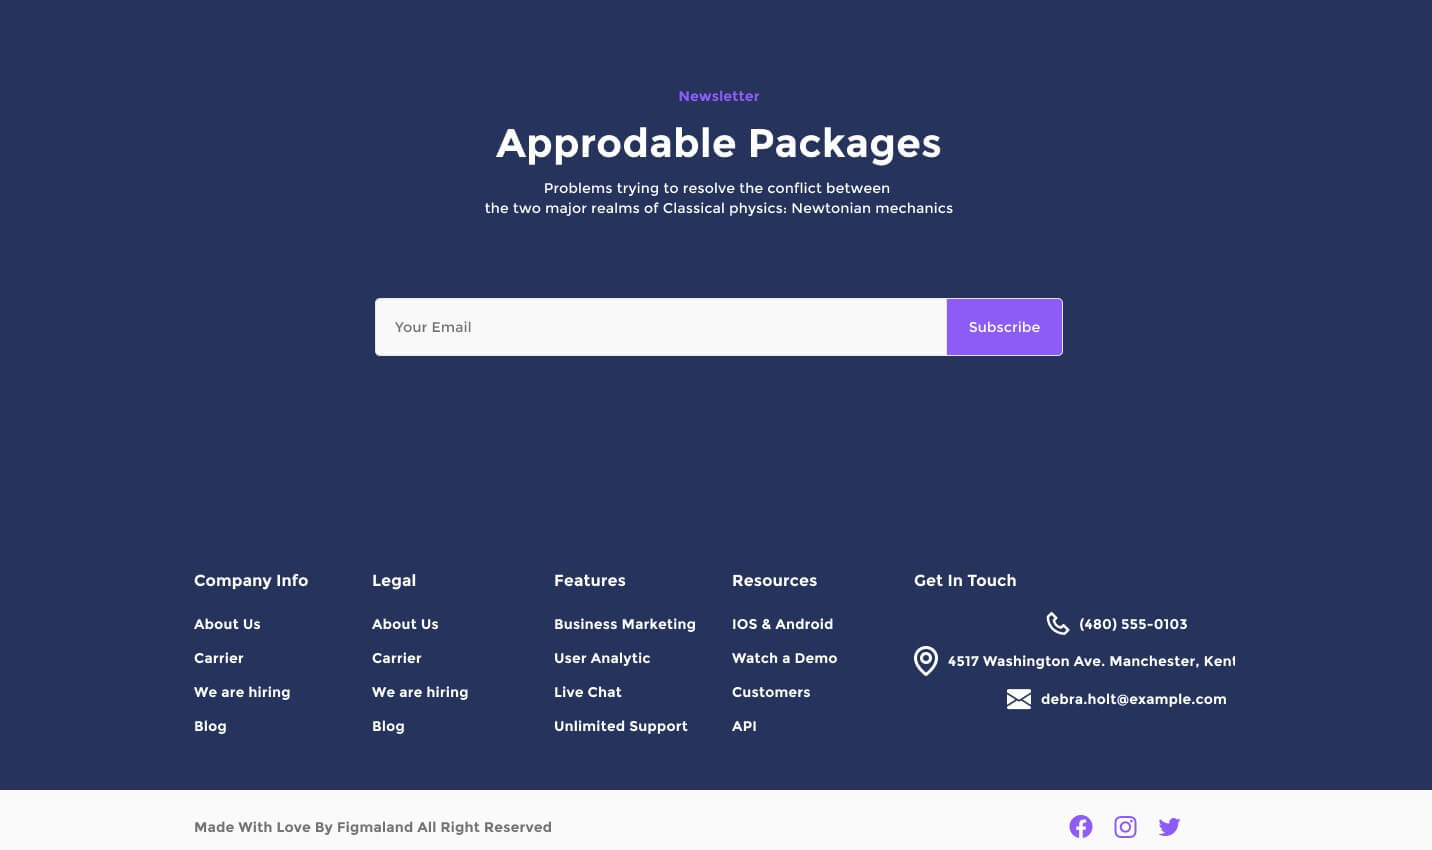 Newsletter
Approdable Packages
Problems trying to resolve the conflict between
the two major realms of Classical physics: Newtonian mechanics
Your Email
Subscribe
Company Info
About Us
Carrier
We are hiring
Blog
Legal
About Us
Carrier
We are hiring
Blog
Features
Business Marketing
User Analytic
Live Chat
Unlimited Support
Resources
IOS & Android
Watch a Demo
Customers
API
Get In Touch
(480) 555-0103
4517 Washington Ave. Manchester, Kent
debra.holt@example.com
Made With Love By Figmaland All Right Reserved